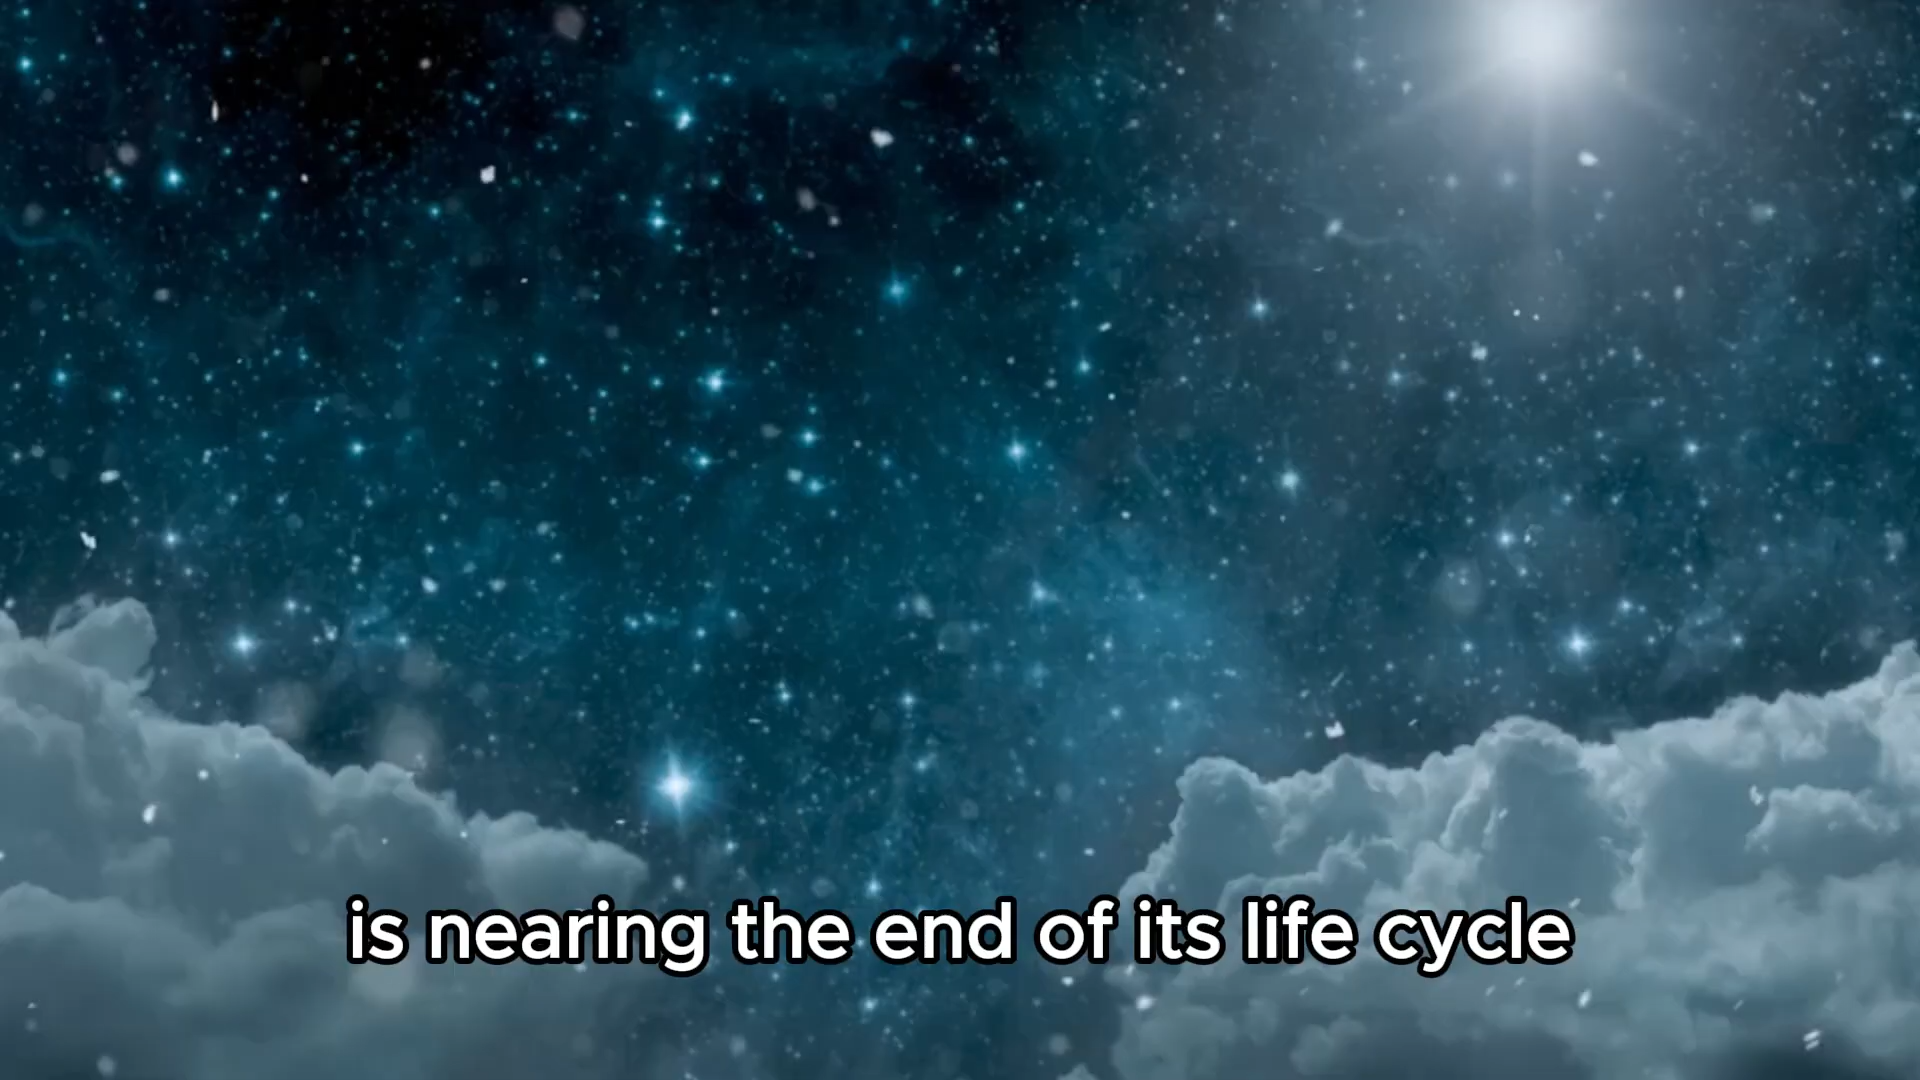 is nearing the end of its life cycle